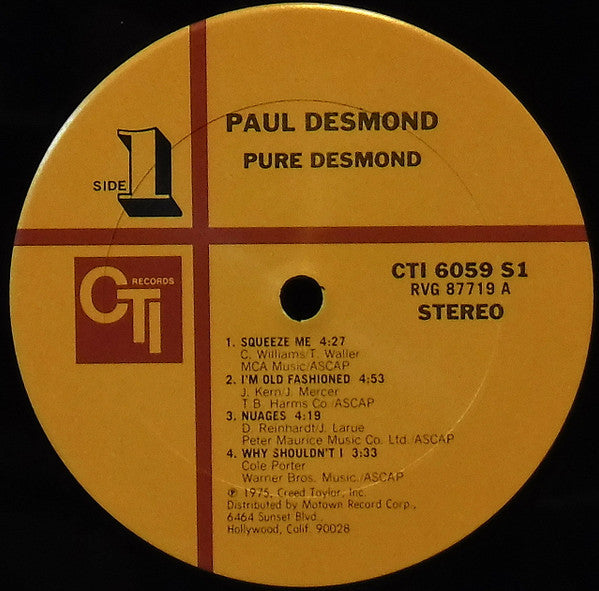 PAUL DESMOND
PURE DESMOND
SIDE 1
CTI RECORDS
CTI 6059 S1
RVG 87719 A
STEREO
1. SQUEEZE ME 4:27
C. Williams/T. Waller
MCA Music/ASCAP
2. I'M OLD FASHIONED 4:53
J. Kern/J. Mercer
T. B. Harms Co./ASCAP
3. NUAGES 4:19
D. Reinhardt/J. Larue
Peter Maurice Music Co. Ltd./ASCAP
4. WHY SHOULDN'T I 3:33
Cole Porter
Warner Bros. Music./ASCAP
℗ 1975, Creed Taylor, Inc.
Distributed by Motown Record Corp.,
6464 Sunset Blvd.,
Hollywood, Calif. 90028